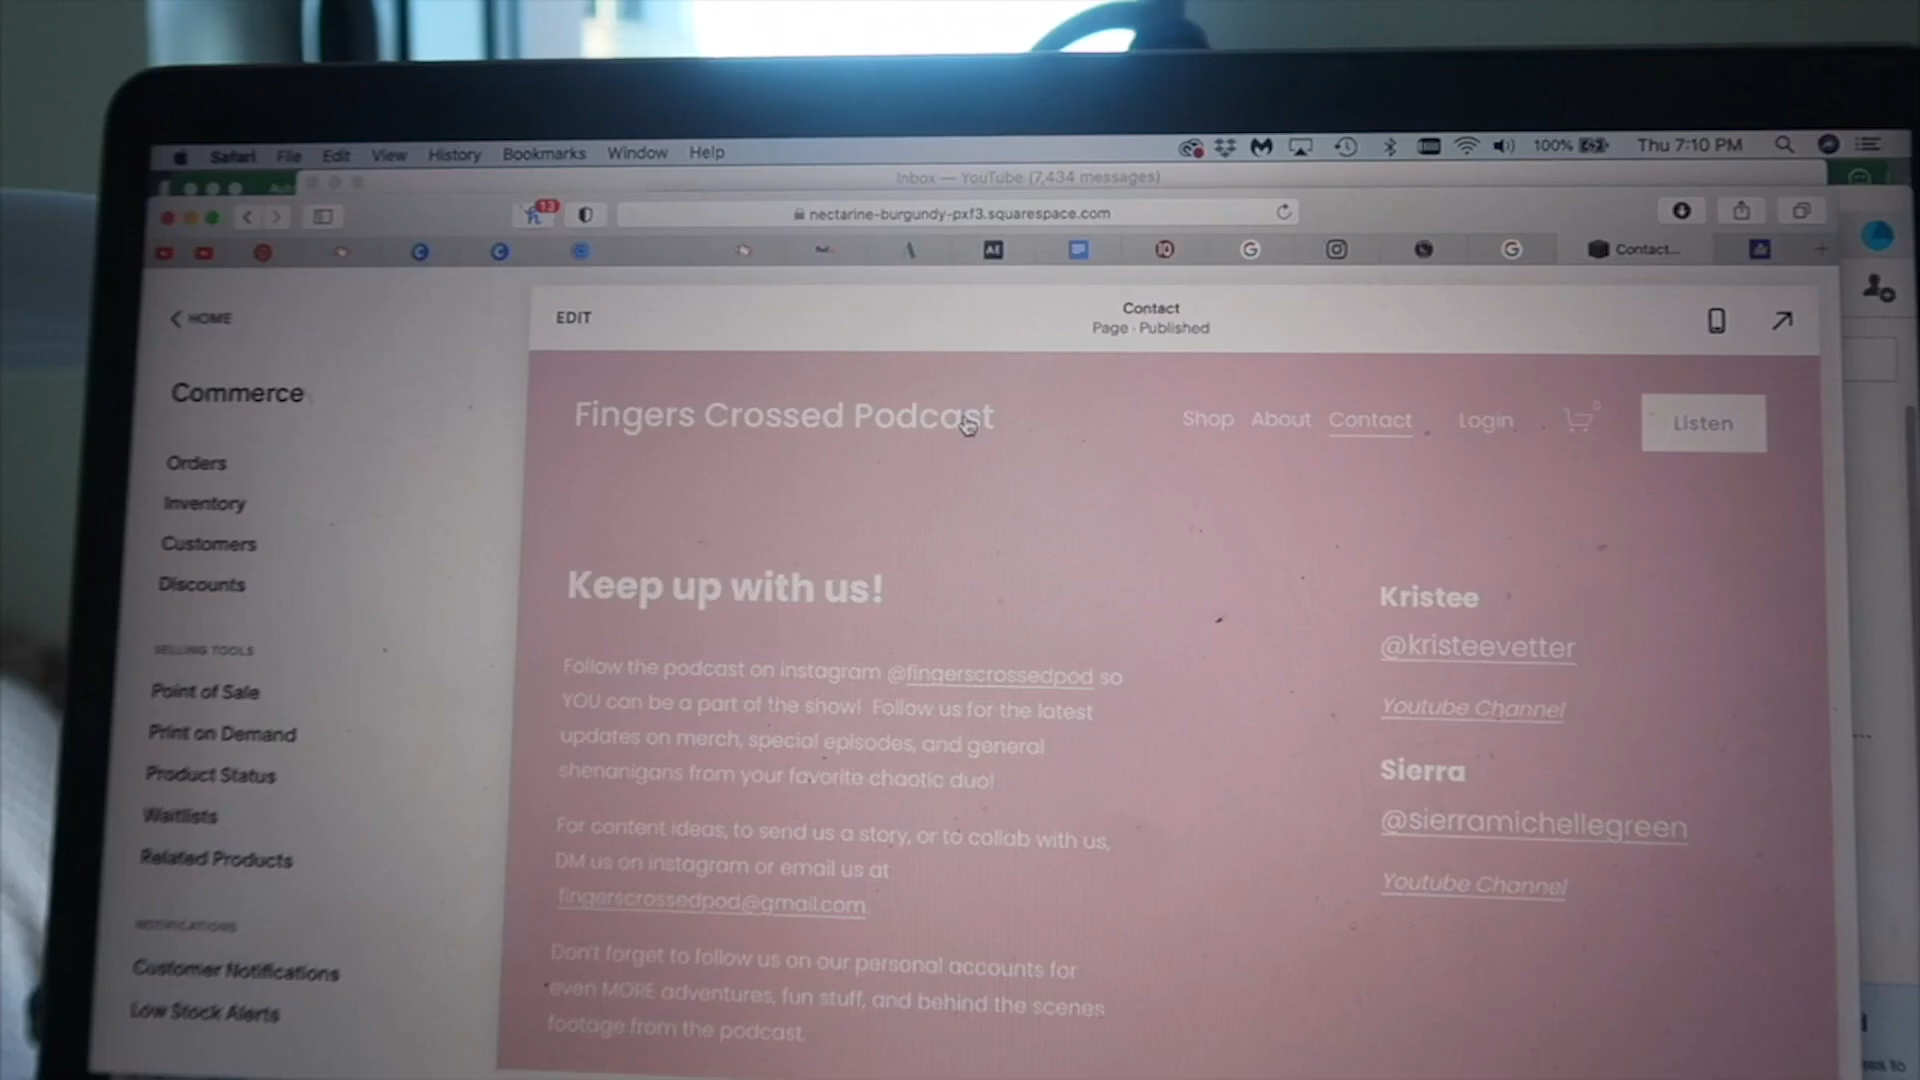 Safari File Edit View History Bookmarks Window Help
100% Thu 7:10 PM
Inbox — YouTube (7,434 messages)
13
nectarine-burgundy-pxf3.squarespace.com
Contact...
HOME
EDIT
Contact
Page · Published
Commerce
Orders
Inventory
Customers
Discounts
SELLING TOOLS
Point of Sale
Print on Demand
Product Status
Waitlists
Related Products
NOTIFICATIONS
Customer Notifications
Low Stock Alerts
Fingers Crossed Podcast
Shop About Contact Login 0 Listen
Keep up with us!
Follow the podcast on instagram @fingerscrossedpod so
YOU can be a part of the show! Follow us for the latest
updates on merch, special episodes, and general
shenanigans from your favorite chaotic duo!
For content ideas, to send us a story, or to collab with us,
DM us on instagram or email us at
fingerscrossedpod@gmail.com.
Don't forget to follow us on our personal accounts for
even MORE adventures, fun stuff, and behind the scenes
footage from the podcast.
Kristee
@kristeevetter
Youtube Channel
Sierra
@sierramichellegreen
Youtube Channel